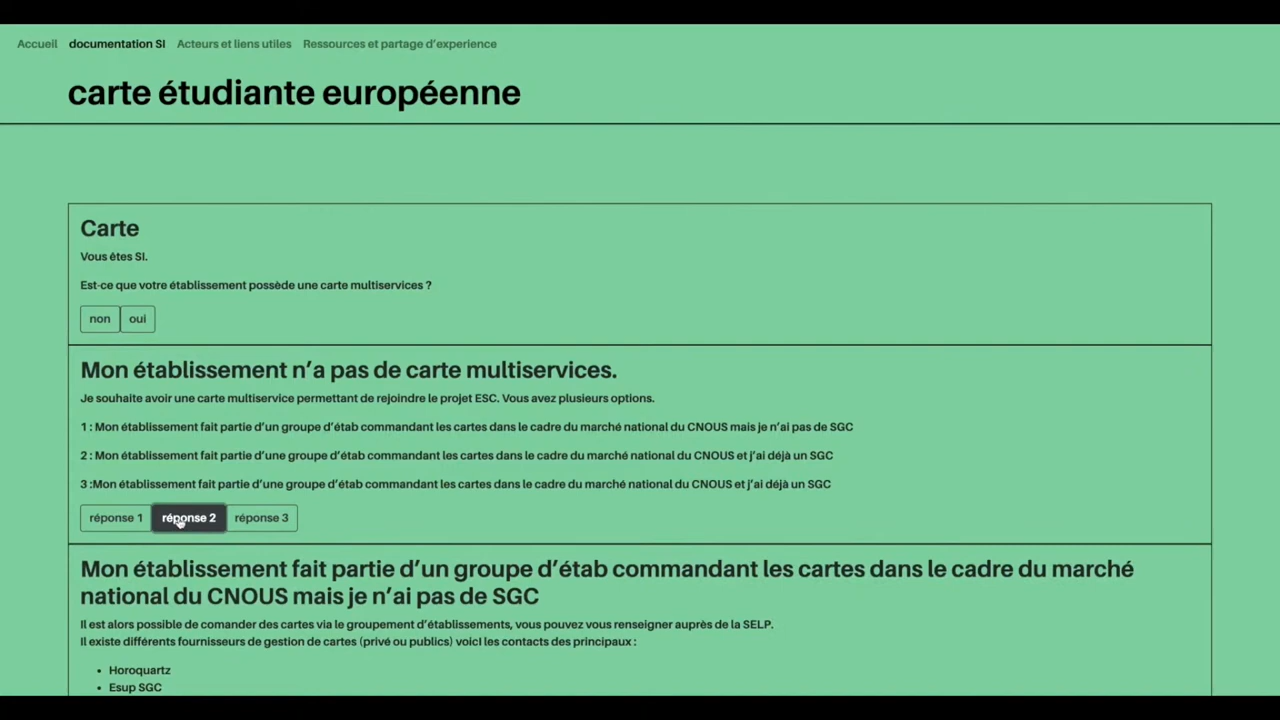 Accueil documentation SI Acteurs et liens utiles Ressources et partage d'experience
carte étudiante européenne
Carte
Vous êtes SI.
Est-ce que votre établissement possède une carte multiservices ?
non oui
Mon établissement n'a pas de carte multiservices.
Je souhaite avoir une carte multiservice permettant de rejoindre le projet ESC. Vous avez plusieurs options.
1 : Mon établissement fait partie d'un groupe d'étab commandant les cartes dans le cadre du marché national du CNOUS mais je n'ai pas de SGC
2 : Mon établissement fait partie d'une groupe d'étab commandant les cartes dans le cadre du marché national du CNOUS et j'ai déjà un SGC
3 :Mon établissement fait partie d'une groupe d'étab commandant les cartes dans le cadre du marché national du CNOUS et j'ai déjà un SGC
réponse 1 réponse 2 réponse 3
Mon établissement fait partie d'un groupe d'étab commandant les cartes dans le cadre du marché
national du CNOUS mais je n'ai pas de SGC
Il est alors possible de comander des cartes via le groupement d'établissements, vous pouvez vous renseigner auprès de la SELP.
Il existe différents fournisseurs de gestion de cartes (privé ou publics) voicI les contacts des principaux :
• Horoquartz
• Esup SGC